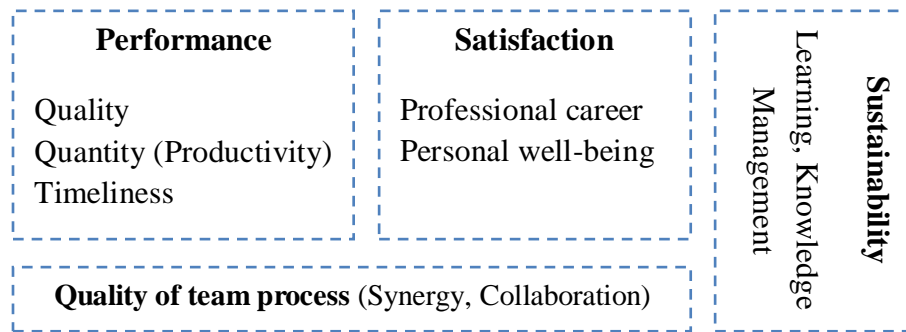 Performance
Quality
Quantity (Productivity)
Timeliness
Satisfaction
Professional career
Personal well-being
Sustainability
Learning, Knowledge
Management
Quality of team process (Synergy, Collaboration)